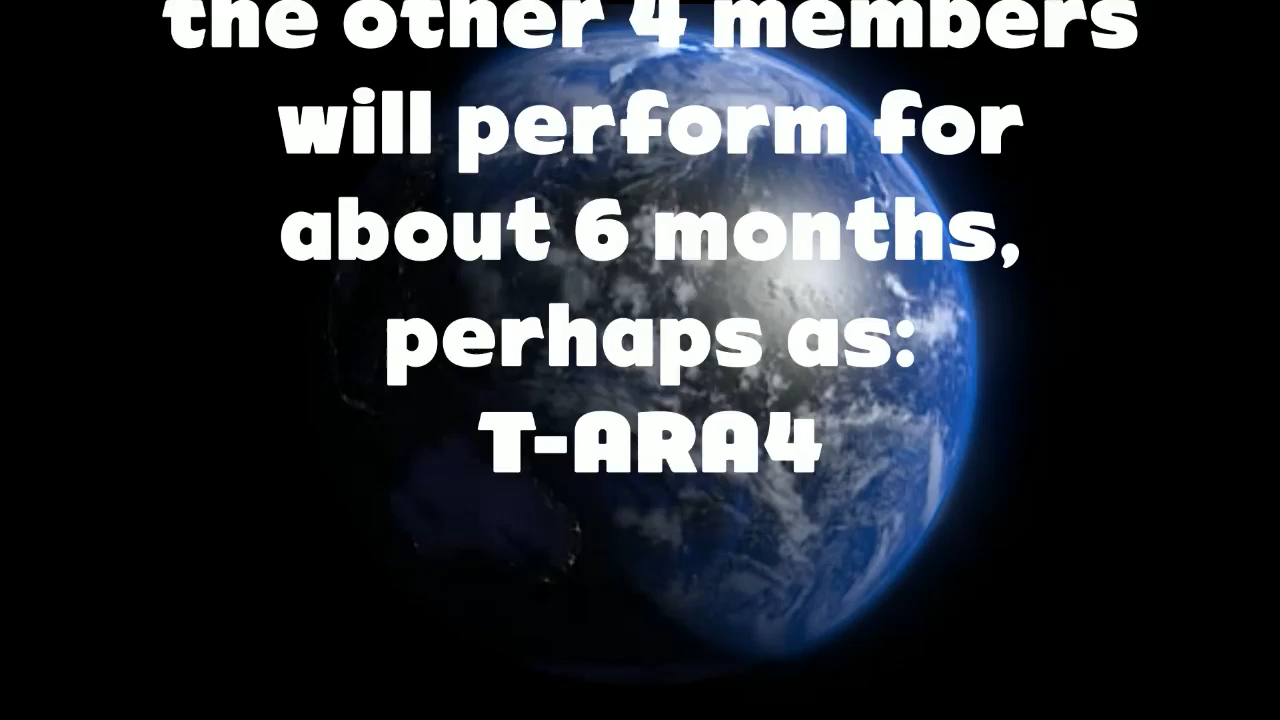 the other 4 members
will perform for
about 6 months,
perhaps as:
T-ARA4